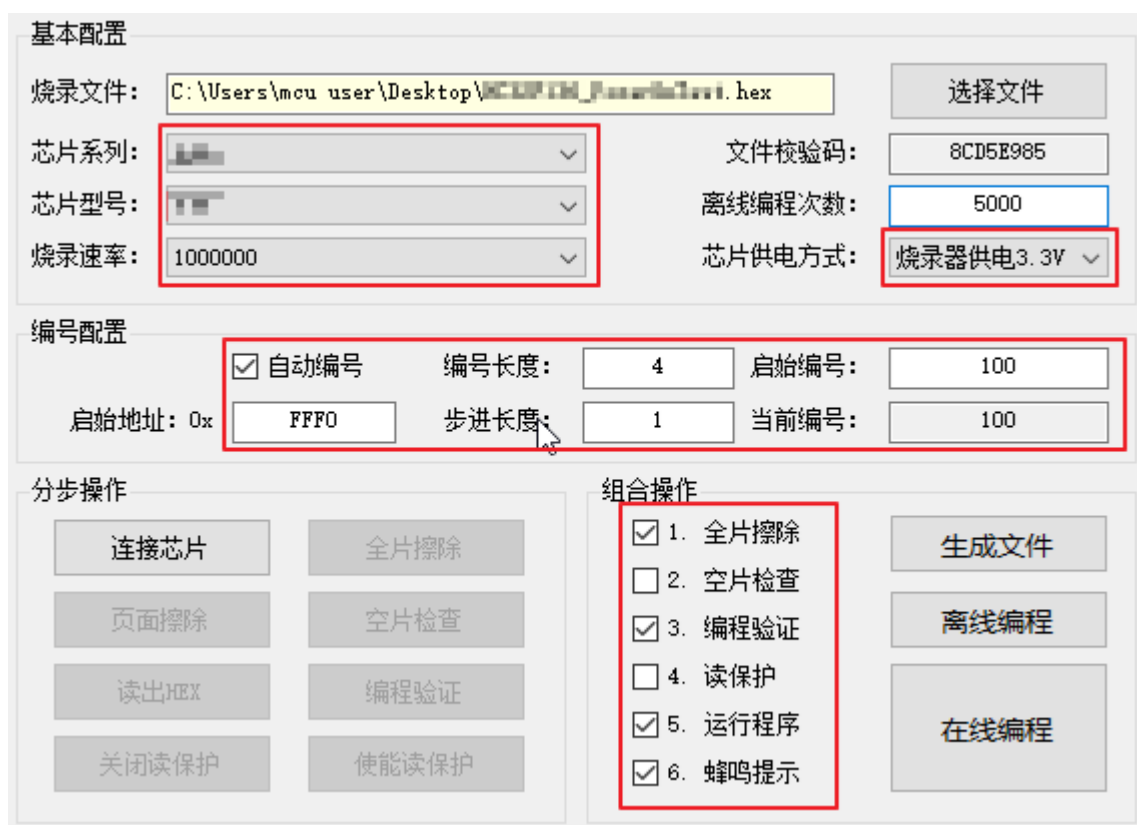 基本配置
烧录文件: C:\Users\mcu user\Desktop\ .hex 选择文件
芯片系列: 文件校验码: 8CD5E985
芯片型号: 离线编程次数: 5000
烧录速率: 1000000 芯片供电方式: 烧录器供电3.3V
编号配置
自动编号 编号长度: 4 启始编号: 100
启始地址: 0x FFF0 步进长度: 1 当前编号: 100
分步操作 组合操作
连接芯片 全片擦除 1. 全片擦除 生成文件
2. 空片检查
页面擦除 空片检查 3. 编程验证 离线编程
读出HEX 编程验证 4. 读保护
5. 运行程序 在线编程
关闭读保护 使能读保护 6. 蜂鸣提示